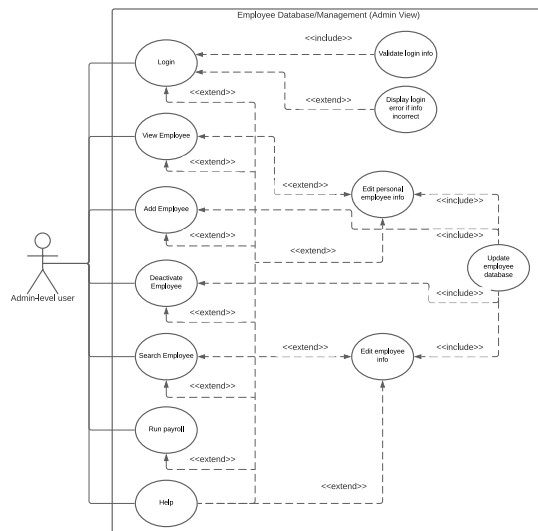 Employee Database/Management (Admin View)
<<include>>
Login
Validate login info
<<extend>>
<<extend>>
Display login
error if info
incorrect
View Employee
<<extend>>
<<extend>>
Edit personal
employee info
<<include>>
Add Employee
<<include>>
<<extend>>
<<extend>>
Update
employee
database
Admin-level user
Deactivate
Employee
<<include>>
<<extend>>
Search Employee
<<extend>>
Edit employee
info
<<include>>
<<extend>>
Run payroll
<<extend>>
<<extend>>
Help